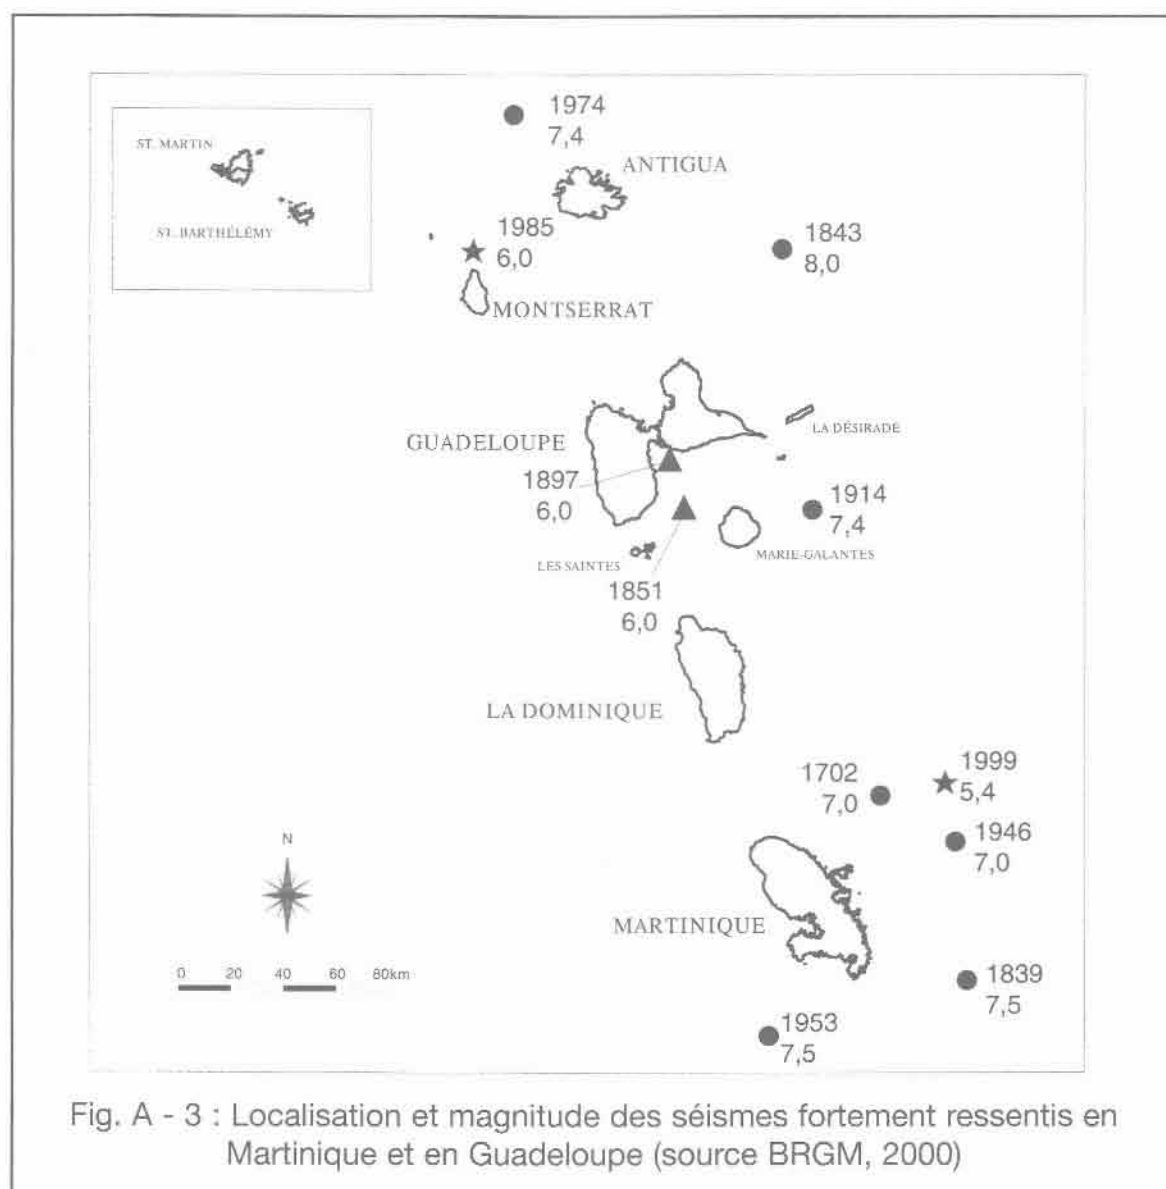 1974
7,4
ST. MARTIN
ANTIGUA
ST. BARTHÉLÉMY
1985
6,0
1843
8,0
MONTSERRAT
LA DÉSIRADE
GUADELOUPE
1897
6,0
1914
7,4
MARIE-GALANTES
LES SAINTES
1851
6,0
LA DOMINIQUE
1702
7,0
1999
5,4
1946
7,0
N
MARTINIQUE
0 20 40 60 80km
1839
7,5
1953
7,5
Fig. A - 3 : Localisation et magnitude des séismes fortement ressentis en
Martinique et en Guadeloupe (source BRGM, 2000)